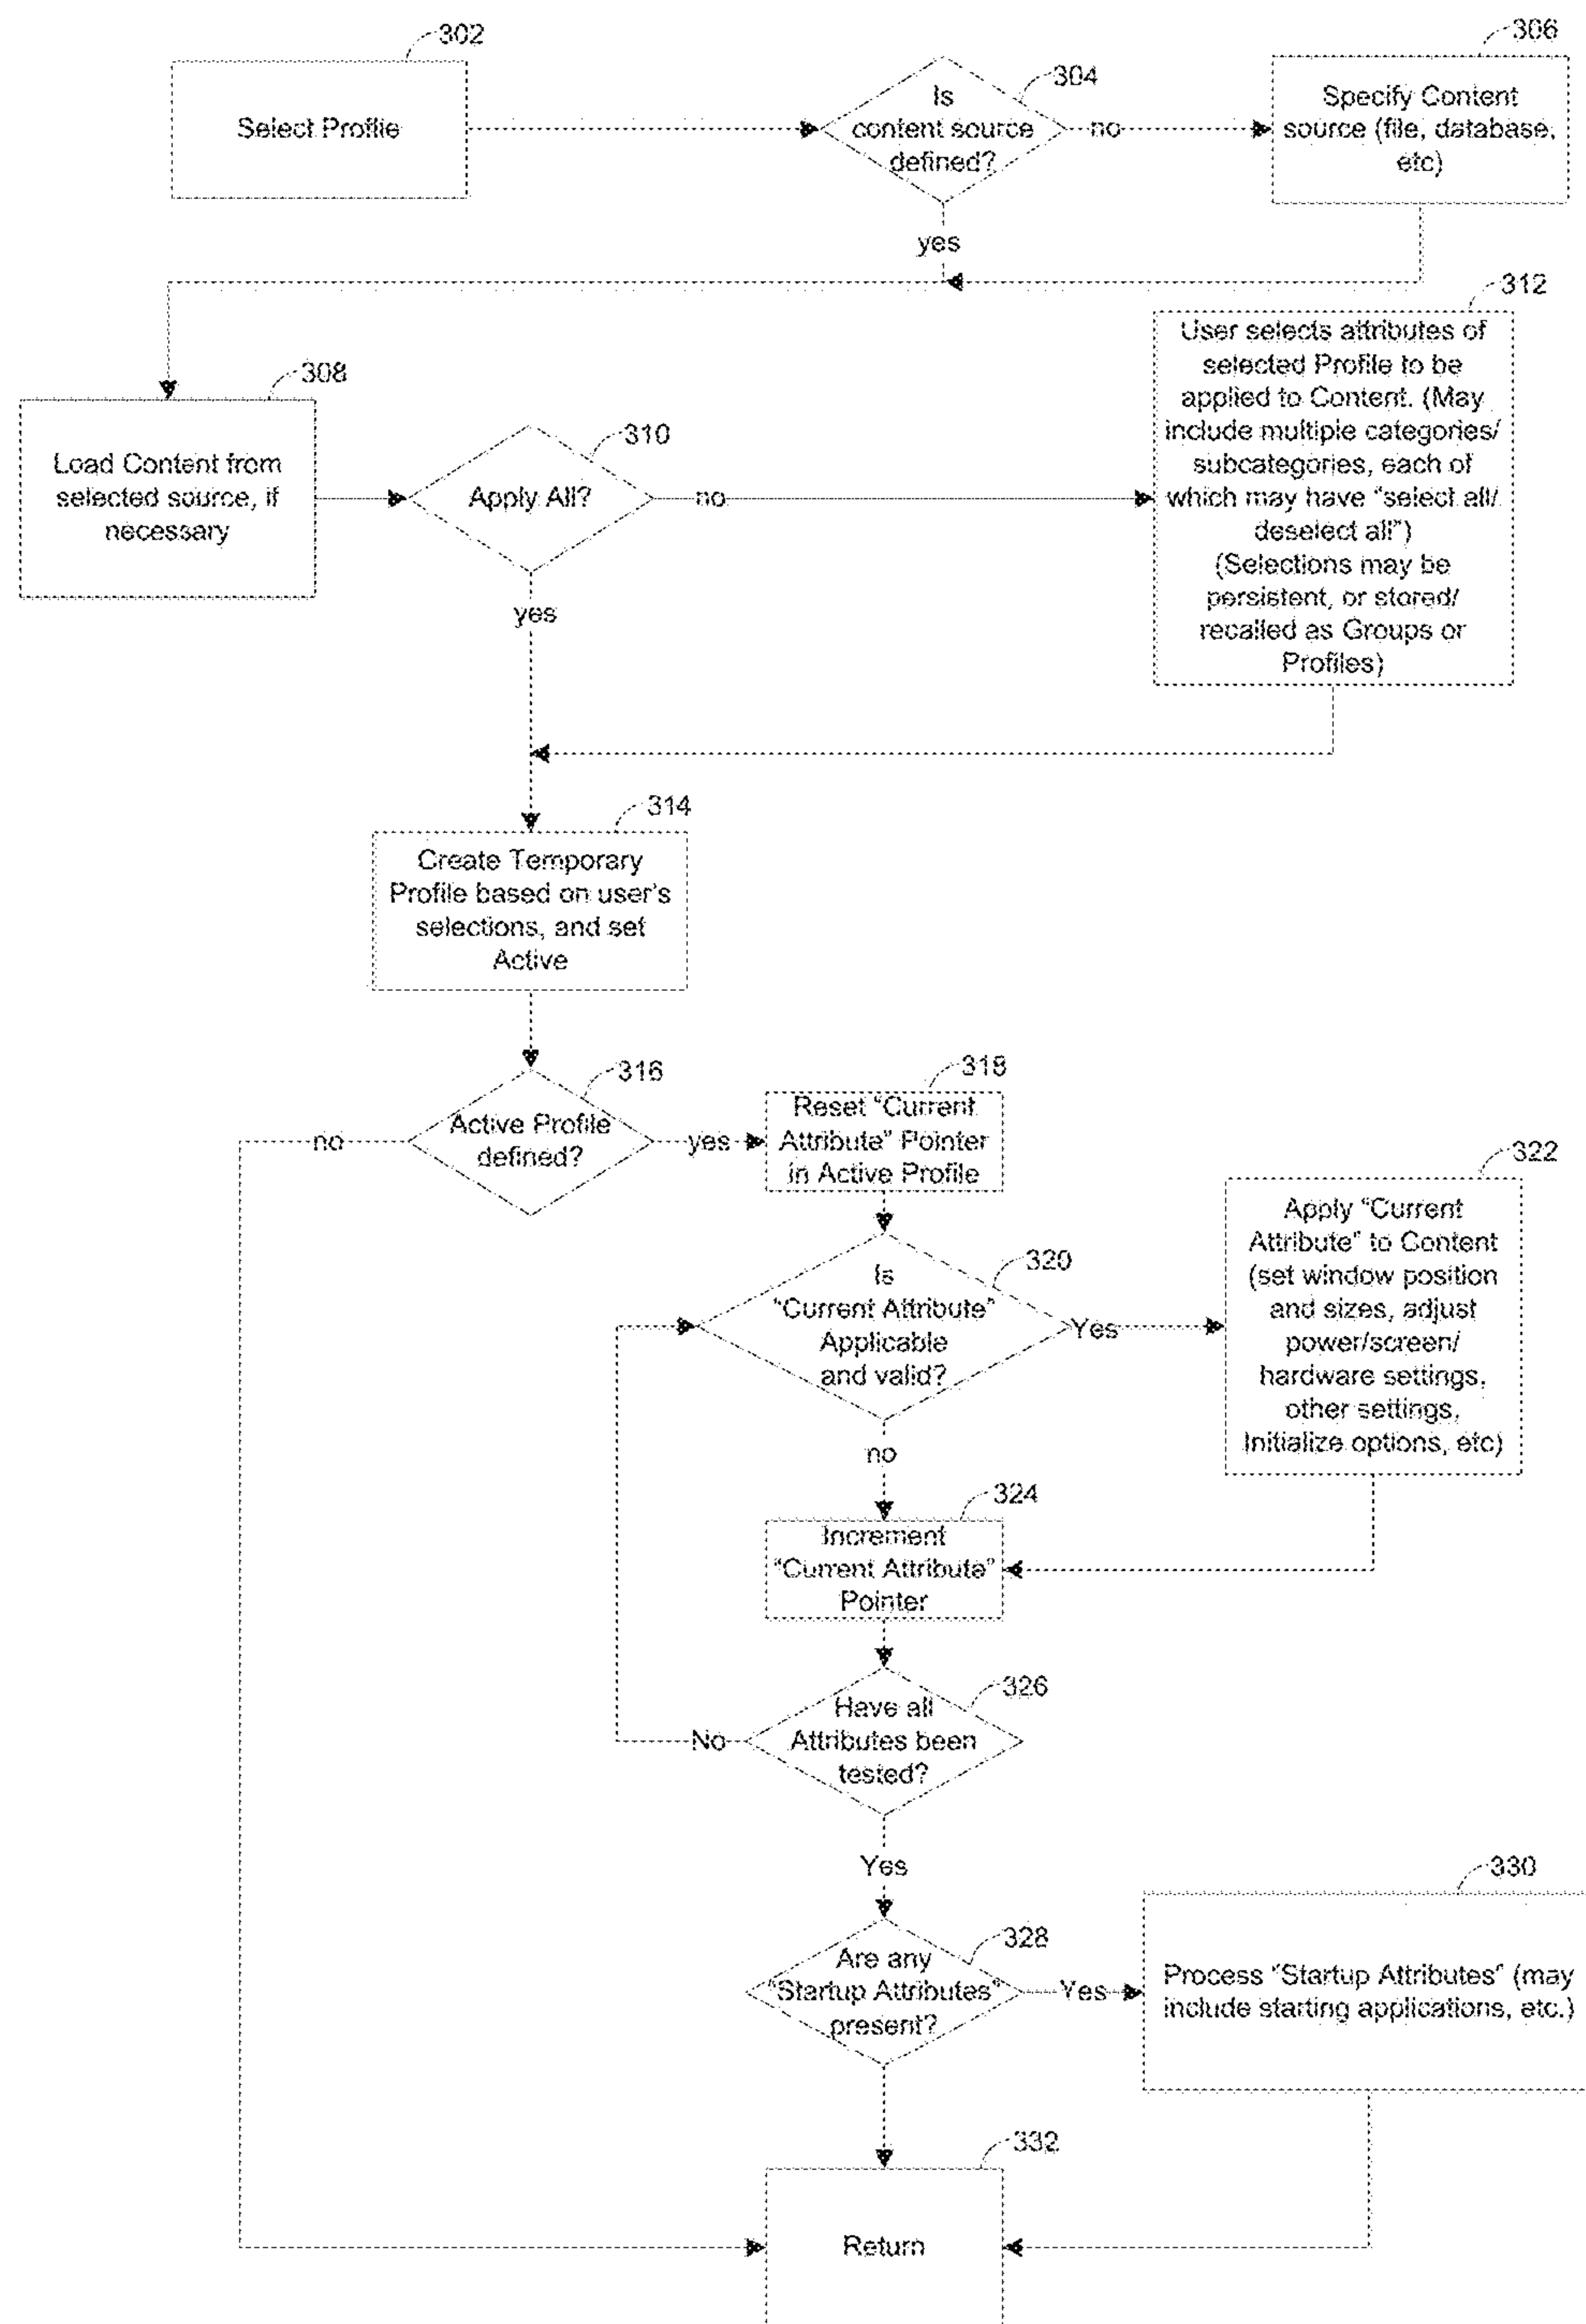 302
Select Profile
304
Is
content source
defined?
no
yes
306
Specify Content
source (file, database,
etc)
308
Load Content from
selected source, if
necessary
310
Apply All?
no
yes
312
User selects attributes of
selected Profile to be
applied to Content. (May
include multiple categories/
subcategories, each of
which may have "select all/
deselect all")
(Selections may be
persistent, or stored/
recalled as Groups or
Profiles)
314
Create Temporary
Profile based on user's
selections, and set
Active
316
Active Profile
defined?
no
yes
318
Reset "Current
Attribute" Pointer
in Active Profile
320
Is
"Current Attribute"
Applicable
and valid?
Yes
no
322
Apply "Current
Attribute" to Content
(set window position
and sizes, adjust
power/screen/
hardware settings,
other settings,
Initialize options, etc)
324
Increment
"Current Attribute"
Pointer
326
Have all
Attributes been
tested?
No
Yes
328
Are any
"Startup Attributes"
present?
Yes
330
Process "Startup Attributes" (may
include starting applications, etc.)
332
Return